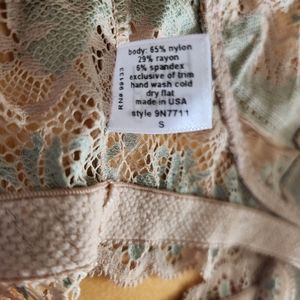 body: 65% nylon
29% rayon
6% spandex
exclusive of trim
hand wash cold
dry flat
made in USA
style 9N7711
S
RN# 99133